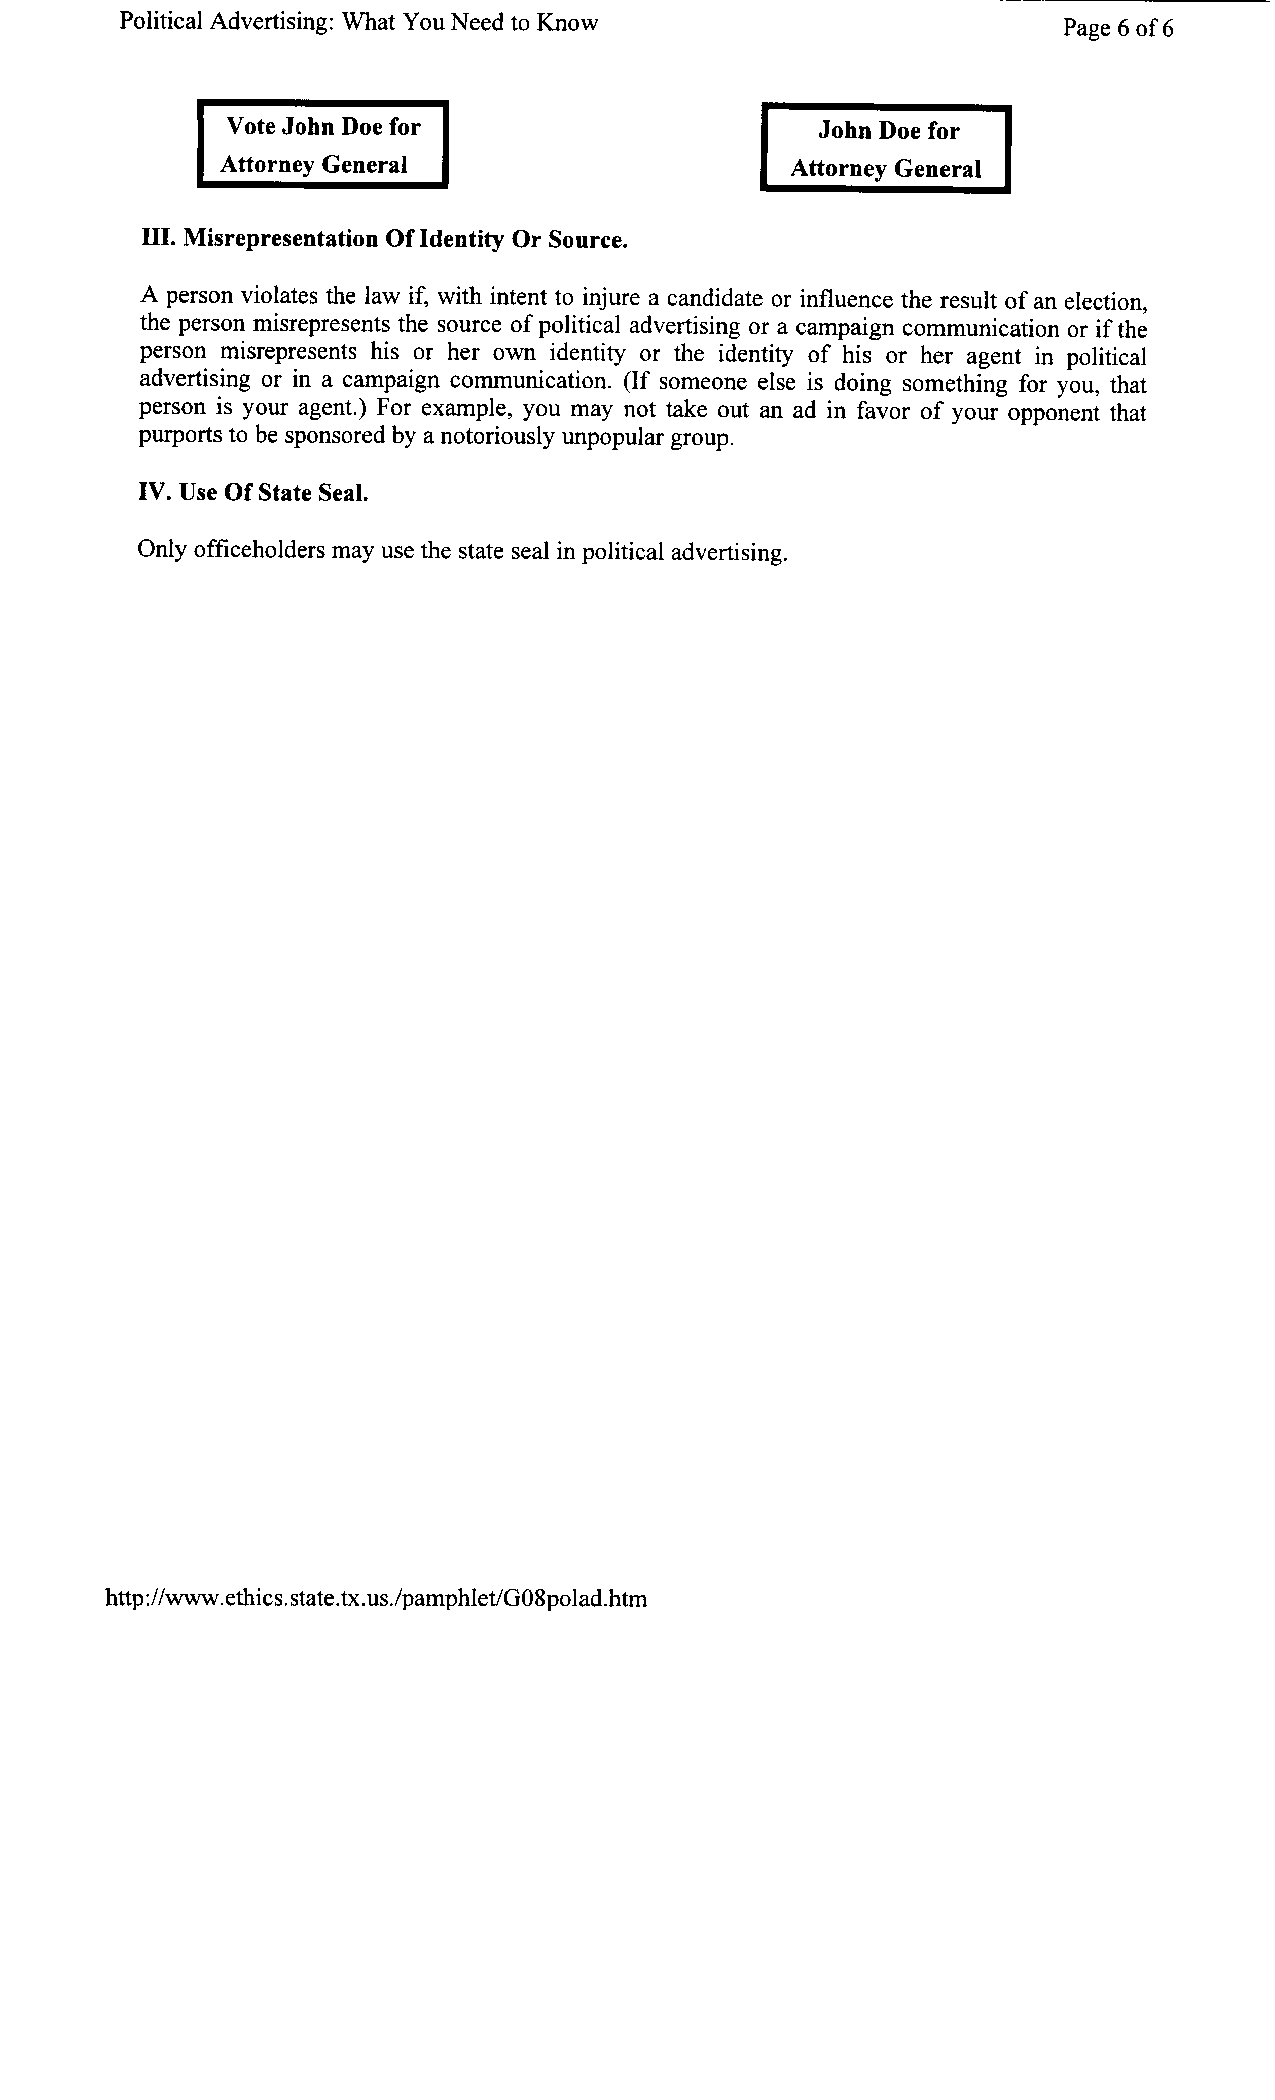 Political Advertising: What You Need to Know
Page 6 of 6
Vote John Doe for
Attorney General
John Doe for
Attorney General
III. Misrepresentation Of Identity Or Source.
A person violates the law if, with intent to injure a candidate or influence the result of an election,
the person misrepresents the source of political advertising or a campaign communication or if the
person misrepresents his or her own identity or the identity of his or her agent in political
advertising or in a campaign communication. (If someone else is doing something for you, that
person is your agent.) For example, you may not take out an ad in favor of your opponent that
purports to be sponsored by a notoriously unpopular group.
IV. Use Of State Seal.
Only officeholders may use the state seal in political advertising.
http://www.ethics.state.tx.us./pamphlet/G08polad.htm